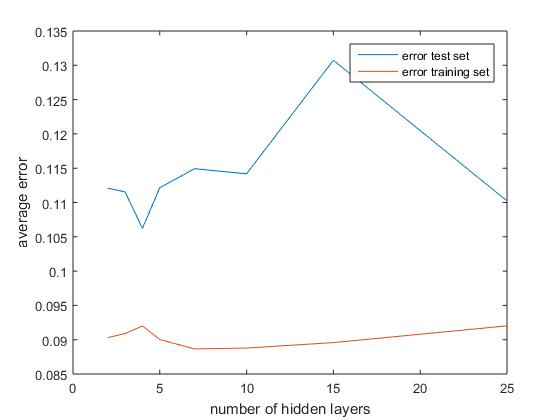 0.135
0.13
0.125
0.12
0.115
0.11
0.105
0.1
0.095
0.09
0.085
average error
error test set
error training set
0 5 10 15 20 25
number of hidden layers